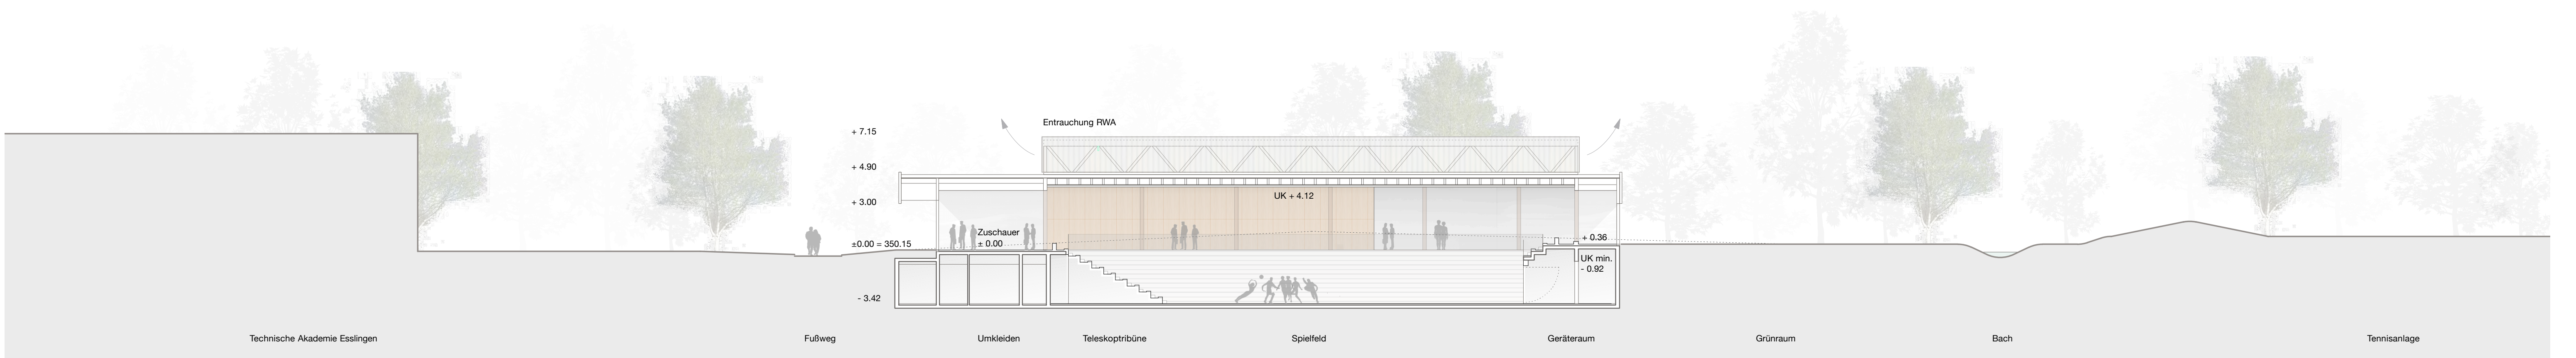 Entrauchung RWA
+ 7.15
+ 4.90
UK + 4.12
+ 3.00
Zuschauer
± 0.00
±0.00 = 350.15
+ 0.36
UK min.
- 0.92
- 3.42
Technische Akademie Esslingen
Fußweg
Umkleiden
Teleskoptribüne
Spielfeld
Geräteraum
Grünraum
Bach
Tennisanlage